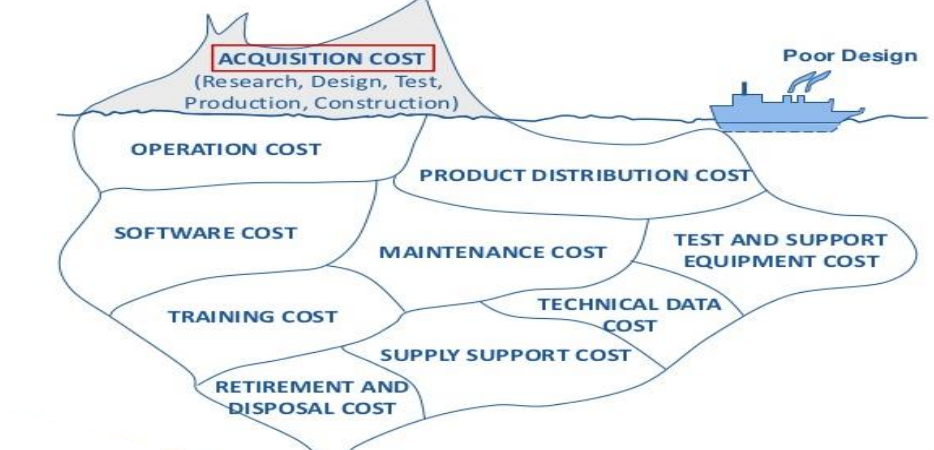 Poor Design
ACQUISITION COST
(Research, Design, Test,
Production, Construction)
OPERATION COST
PRODUCT DISTRIBUTION COST
SOFTWARE COST
MAINTENANCE COST
TEST AND SUPPORT
EQUIPMENT COST
TRAINING COST
TECHNICAL DATA
COST
SUPPLY SUPPORT COST
RETIREMENT AND
DISPOSAL COST